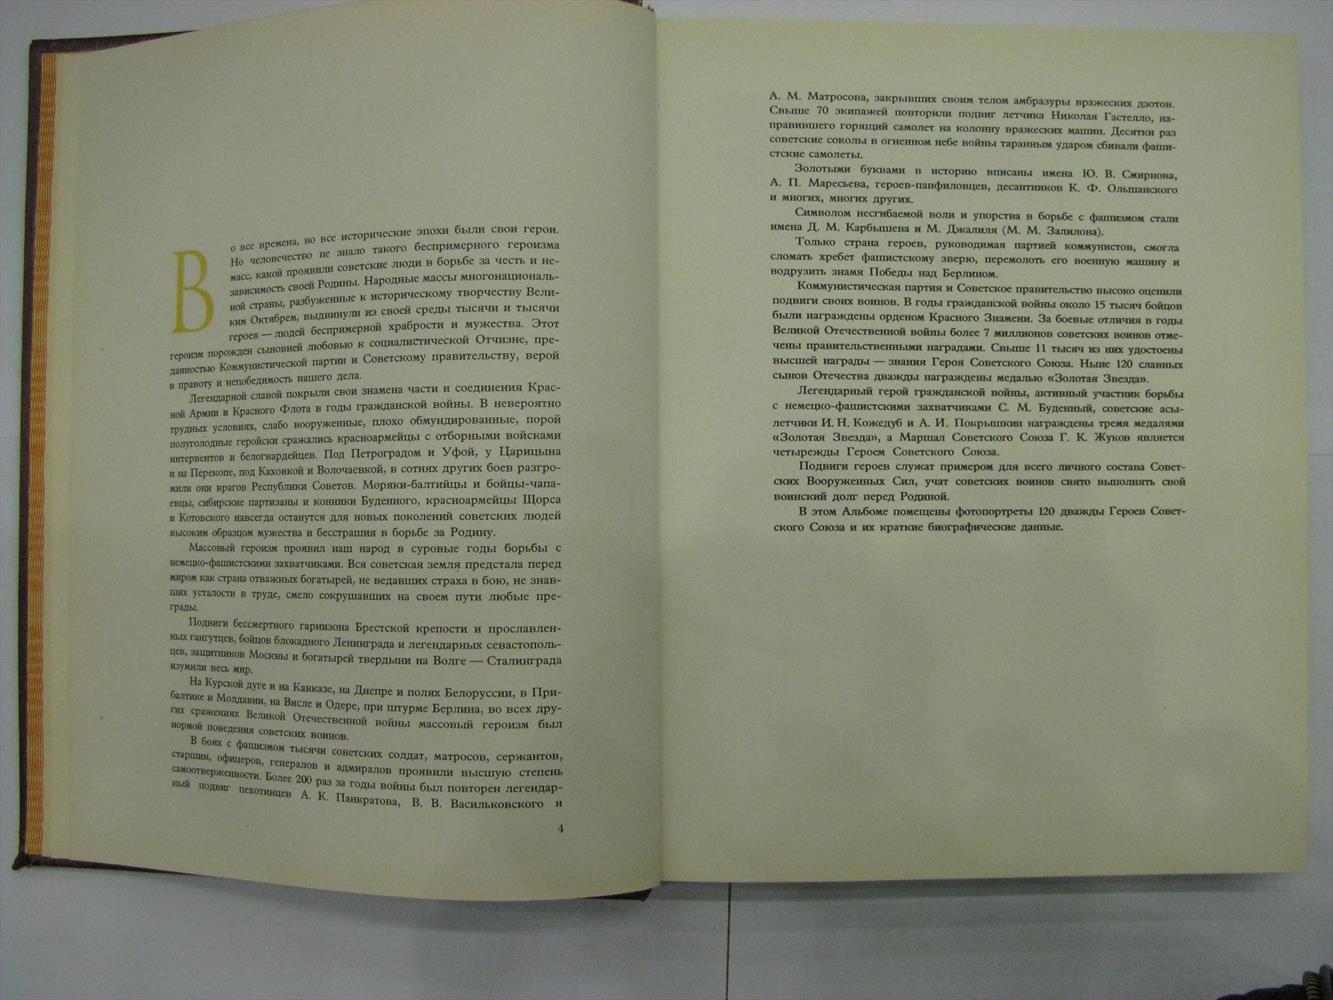 Во все времена, во все исторические эпохи были свои герои.
Но человечество не знало такого беспримерного героизма
масс, какой проявили советские люди в борьбе за честь и не-
зависимость своей Родины. Народные массы многонациональ-
ной страны, разбуженные к историческому творчеству Вели-
ким Октябрем, выдвинули из своей среды тысячи и тысячи
героев — людей беспримерной храбрости и мужества. Этот
героизм порожден сыновней любовью к социалистической Отчизне, пре-
данностью Коммунистической партии и Советскому правительству, верой
в правоту и непобедимость нашего дела.
Легендарной славой покрыли свои знамена части и соединения Крас-
ной Армии и Красного Флота в годы гражданской войны. В невероятно
трудных условиях, слабо вооруженные, плохо обмундированные, порой
полуголодные геройски сражались красноармейцы с отборными войсками
интервентов и белогвардейцев. Под Петроградом и Уфой, у Царицына
и на Перекопе, под Каховкой и Волочаевкой, в сотнях других боев разгро-
мили они врагов Республики Советов. Моряки-балтийцы и бойцы-чапа-
евцы, сибирские партизаны и конники Буденного, красноармейцы Щорса
и Котовского навсегда останутся для новых поколений советских людей
высоким образцом мужества и бесстрашия в борьбе за Родину.
Массовый героизм проявил наш народ в суровые годы борьбы с
немецко-фашистскими захватчиками. Вся советская земля предстала перед
миром как страна отважных богатырей, не ведавших страха в бою, не знав-
ших усталости в труде, смело сокрушавших на своем пути любые пре-
грады.
Подвиги бессмертного гарнизона Брестской крепости и прославлен-
ных гангутцев, бойцов блокадного Ленинграда и легендарных севастополь-
цев, защитников Москвы и богатырей твердыни на Волге — Сталинграда
изумили весь мир.
На Курской дуге и на Кавказе, на Днепре и полях Белоруссии, в При-
балтике и Молдавии, на Висле и Одере, при штурме Берлина, во всех дру-
гих сражениях Великой Отечественной войны массовый героизм был
нормой поведения советских воинов.
В боях с фашизмом тысячи советских солдат, матросов, сержантов,
старшин, офицеров, генералов и адмиралов проявили высшую степень
самоотверженности. Более 200 раз за годы войны был повторен легендар-
ный подвиг пехотинцев А. К. Панкратова, В. В. Васильковского и
4
А. М. Матросова, закрывших своим телом амбразуры вражеских дзотов.
Свыше 70 экипажей повторили подвиг летчика Николая Гастелло, на-
правившего горящий самолет на колонну вражеских машин. Десятки раз
советские соколы в огненном небе войны таранным ударом сбивали фаши-
стские самолеты.
Золотыми буквами в историю вписаны имена Ю. В. Смирнова,
А. П. Маресьева, героев-панфиловцев, десантников К. Ф. Ольшанского
и многих, многих других.
Символом несгибаемой воли и упорства в борьбе с фашизмом стали
имена Д. М. Карбышева и М. Джалиля (М. М. Залилова).
Только страна героев, руководимая партией коммунистов, смогла
сломать хребет фашистскому зверю, перемолоть его военную машину и
водрузить знамя Победы над Берлином.
Коммунистическая партия и Советское правительство высоко оценили
подвиги своих воинов. В годы гражданской войны около 15 тысяч бойцов
были награждены орденом Красного Знамени. За боевые отличия в годы
Великой Отечественной войны более 7 миллионов советских воинов отме-
чены правительственными наградами. Свыше 11 тысяч из них удостоены
высшей награды — звания Героя Советского Союза. Ныне 120 славных
сынов Отечества дважды награждены медалью «Золотая Звезда».
Легендарный герой гражданской войны, активный участник борьбы
с немецко-фашистскими захватчиками С. М. Буденный, советские асы-
летчики И. Н. Кожедуб и А. И. Покрышкин награждены тремя медалями
«Золотая Звезда», а Маршал Советского Союза Г. К. Жуков является
четырежды Героем Советского Союза.
Подвиги героев служат примером для всего личного состава Совет-
ских Вооруженных Сил, учат советских воинов свято выполнять свой
воинский долг перед Родиной.
В этом Альбоме помещены фотопортреты 120 дважды Героев Совет-
ского Союза и их краткие биографические данные.